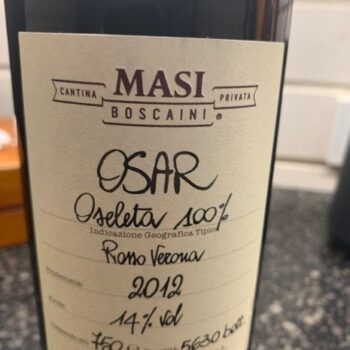 MASI
CANTINA PRIVATA
BOSCAINI ®
OSAR
Oseleta 100%
Indicazione Geografica Tipica
Rosso Verona
2012
14% vol
750 5630 bott.